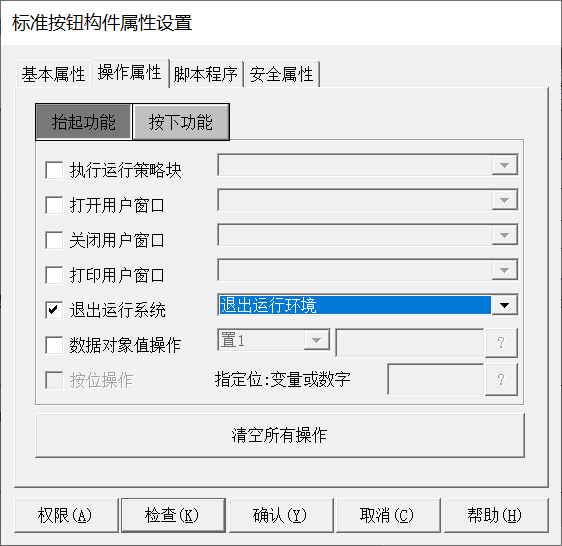 标准按钮构件属性设置
基本属性 操作属性 脚本程序 安全属性
抬起功能 按下功能
执行运行策略块
打开用户窗口
关闭用户窗口
打印用户窗口
退出运行系统 退出运行环境
数据对象值操作 置1 ?
按位操作 指定位:变量或数字 ?
清空所有操作
权限(A) 检查(K) 确认(Y) 取消(C) 帮助(H)